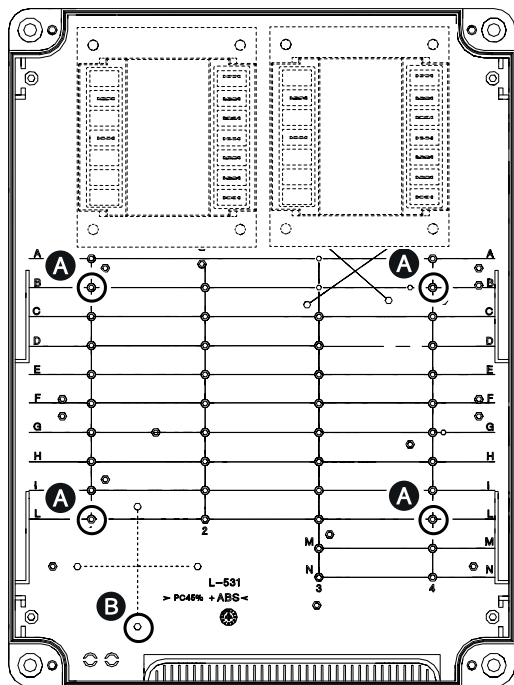 A A
A A
B B
C C
D D
E E
F F
G G
H H
I I
A A
L L
2
M M
N N
3 4
L-531
> PC45% +ABS<
B